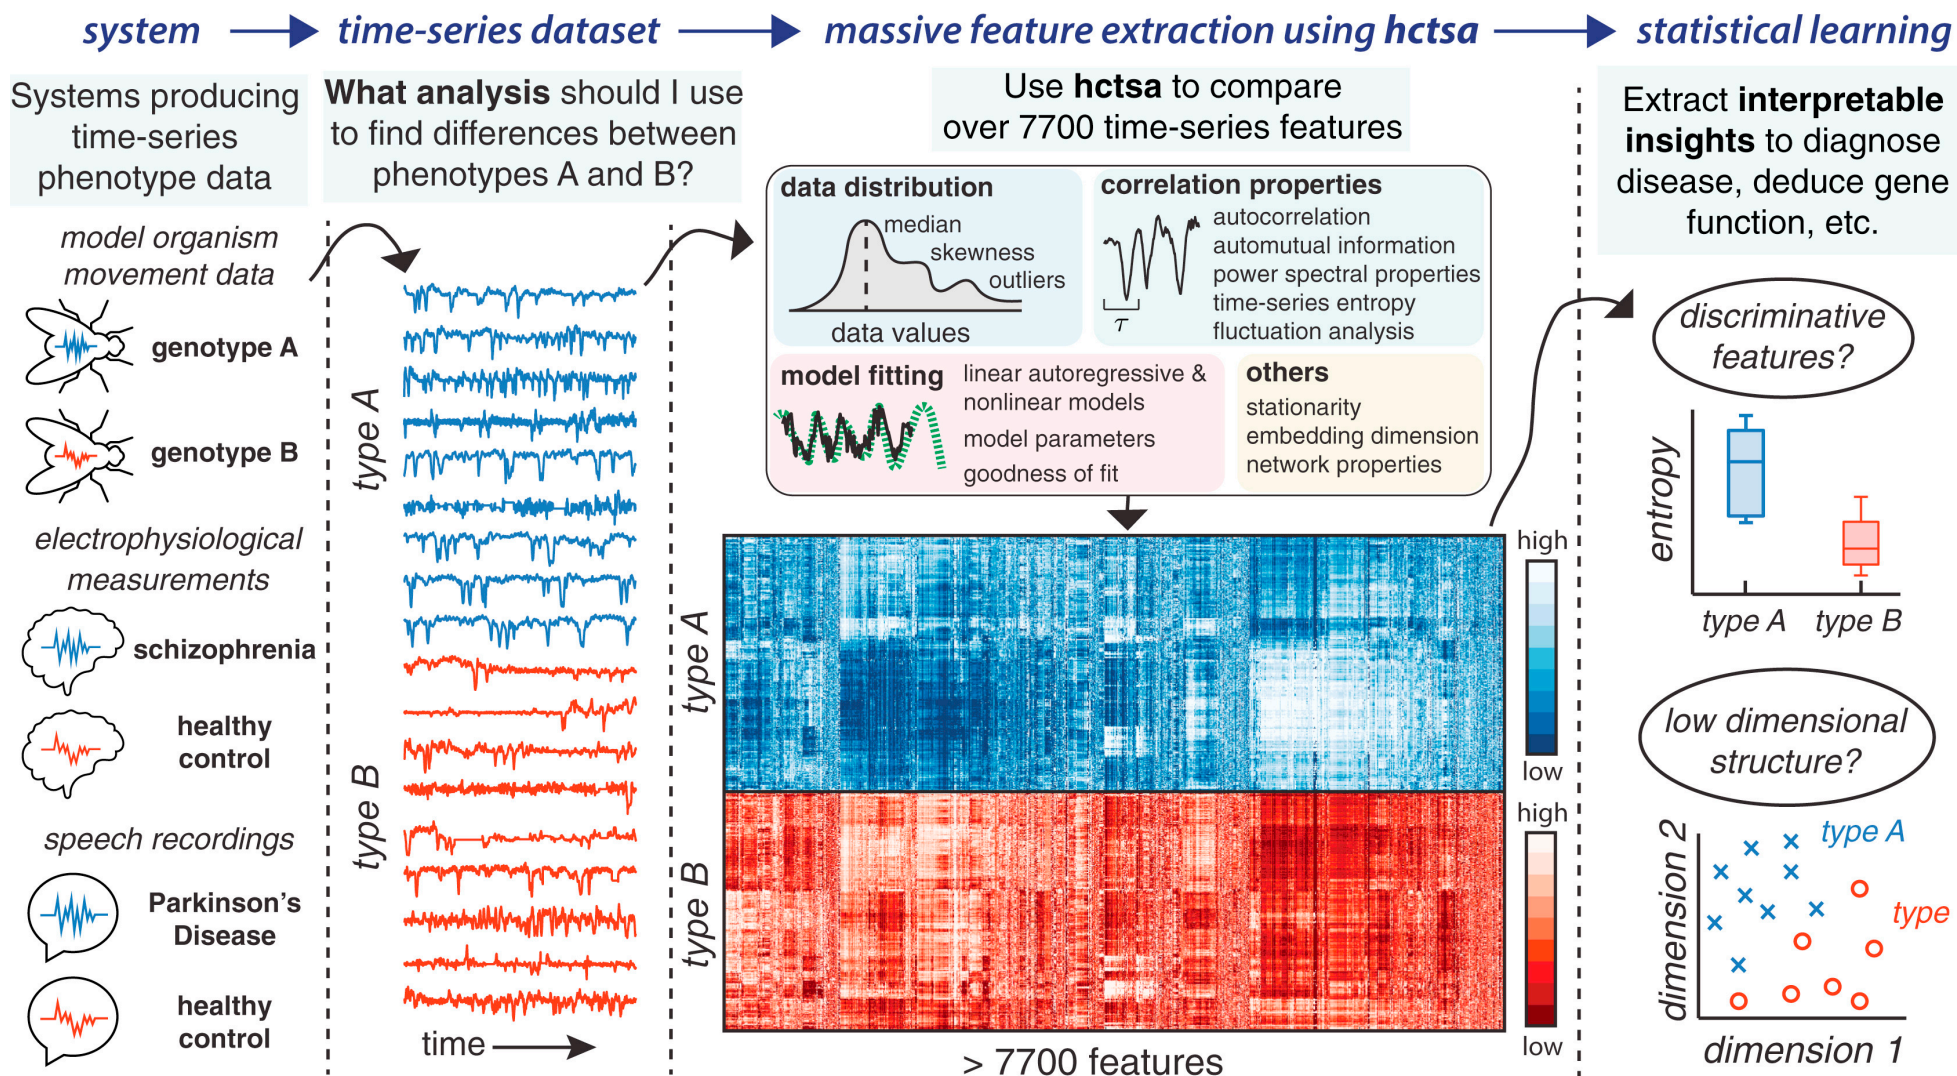 system
time-series dataset
massive feature extraction using hctsa
statistical learning
Systems producing
time-series
phenotype data
model organism
movement data
genotype A
genotype B
electrophysiological
measurements
schizophrenia
healthy
control
speech recordings
Parkinson's
Disease
healthy
control
What analysis should I use
to find differences between
phenotypes A and B?
type A
type B
time
Use hctsa to compare
over 7700 time-series features
data distribution
median
skewness
outliers
data values
correlation properties
autocorrelation
automutual information
power spectral properties
time-series entropy
fluctuation analysis
τ
model fitting
linear autoregressive &
nonlinear models
model parameters
goodness of fit
others
stationarity
embedding dimension
network properties
type A
type B
high
low
high
low
> 7700 features
Extract interpretable
insights to diagnose
disease, deduce gene
function, etc.
discriminative
features?
entropy
type A
type B
low dimensional
structure?
dimension 2
type A
type
dimension 1